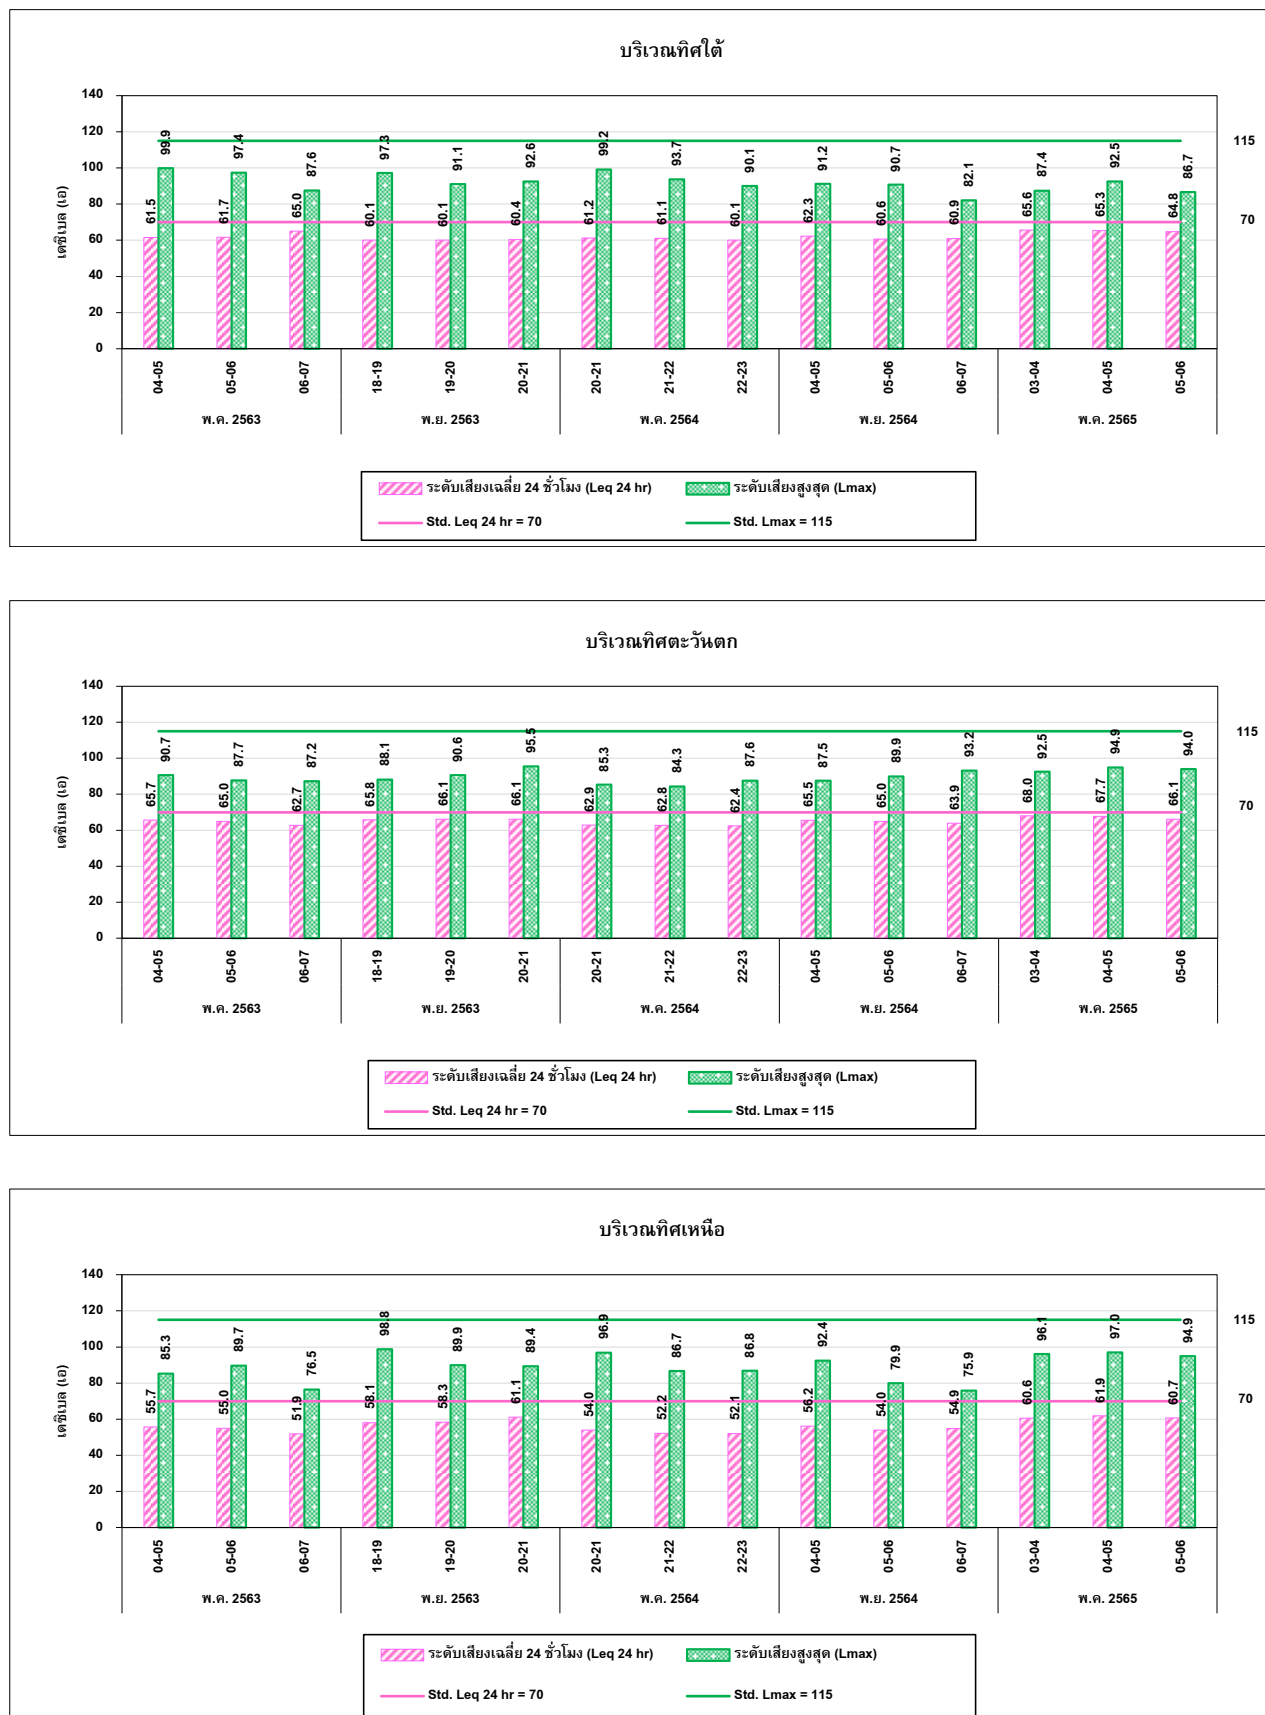 บริเวณทิศใต้
เดซิเบล (เอ)
140
120
100
80
60
40
20
0
61.5 99.9 61.7 97.4 65.0 87.6 60.1 97.3 60.1 91.1 60.4 92.6 61.2 99.2 61.1 93.7 60.1 90.1 62.3 91.2 60.6 90.7 60.9 82.1 65.6 87.4 65.3 92.5 64.8 86.7
115
70
04-05 05-06 06-07 18-19 19-20 20-21 20-21 21-22 22-23 04-05 05-06 06-07 03-04 04-05 05-06
พ.ค. 2563 พ.ย. 2563 พ.ค. 2564 พ.ย. 2564 พ.ค. 2565
ระดับเสียงเฉลี่ย 24 ชั่วโมง (Leq 24 hr) ระดับเสียงสูงสุด (Lmax)
Std. Leq 24 hr = 70 Std. Lmax = 115
บริเวณทิศตะวันตก
เดซิเบล (เอ)
140
120
100
80
60
40
20
0
65.7 90.7 65.0 87.7 62.7 87.2 65.8 88.1 66.1 90.6 66.1 95.5 62.9 85.3 62.8 84.3 62.4 87.6 65.5 87.5 65.0 89.9 63.9 93.2 68.0 92.5 67.7 94.9 66.1 94.0
115
70
04-05 05-06 06-07 18-19 19-20 20-21 20-21 21-22 22-23 04-05 05-06 06-07 03-04 04-05 05-06
พ.ค. 2563 พ.ย. 2563 พ.ค. 2564 พ.ย. 2564 พ.ค. 2565
ระดับเสียงเฉลี่ย 24 ชั่วโมง (Leq 24 hr) ระดับเสียงสูงสุด (Lmax)
Std. Leq 24 hr = 70 Std. Lmax = 115
บริเวณทิศเหนือ
เดซิเบล (เอ)
140
120
100
80
60
40
20
0
55.7 85.3 55.0 89.7 51.9 76.5 58.1 98.8 58.3 89.9 61.1 89.4 54.0 96.9 52.2 86.7 52.1 86.8 56.2 92.4 54.0 79.9 54.9 75.9 60.6 96.1 61.9 97.0 60.7 94.9
115
70
04-05 05-06 06-07 18-19 19-20 20-21 20-21 21-22 22-23 04-05 05-06 06-07 03-04 04-05 05-06
พ.ค. 2563 พ.ย. 2563 พ.ค. 2564 พ.ย. 2564 พ.ค. 2565
ระดับเสียงเฉลี่ย 24 ชั่วโมง (Leq 24 hr) ระดับเสียงสูงสุด (Lmax)
Std. Leq 24 hr = 70 Std. Lmax = 115